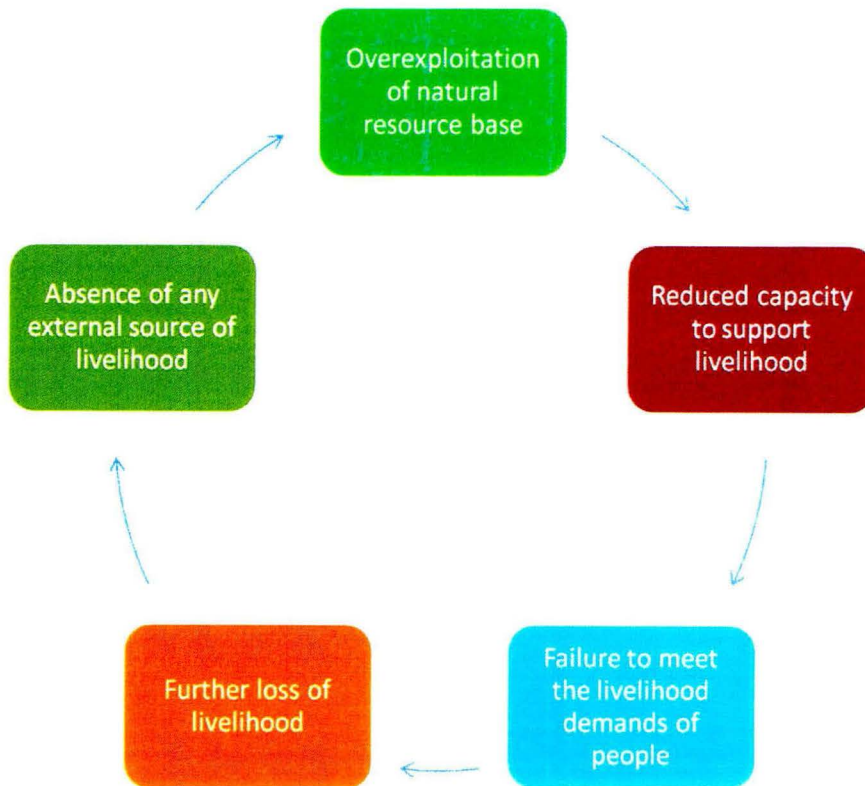 Overexploitation
of natural
resource base
Reduced capacity
to support
livelihood
Failure to meet
the livelihood
demands of
people
Further loss of
livelihood
Absence of any
external source of
livelihood